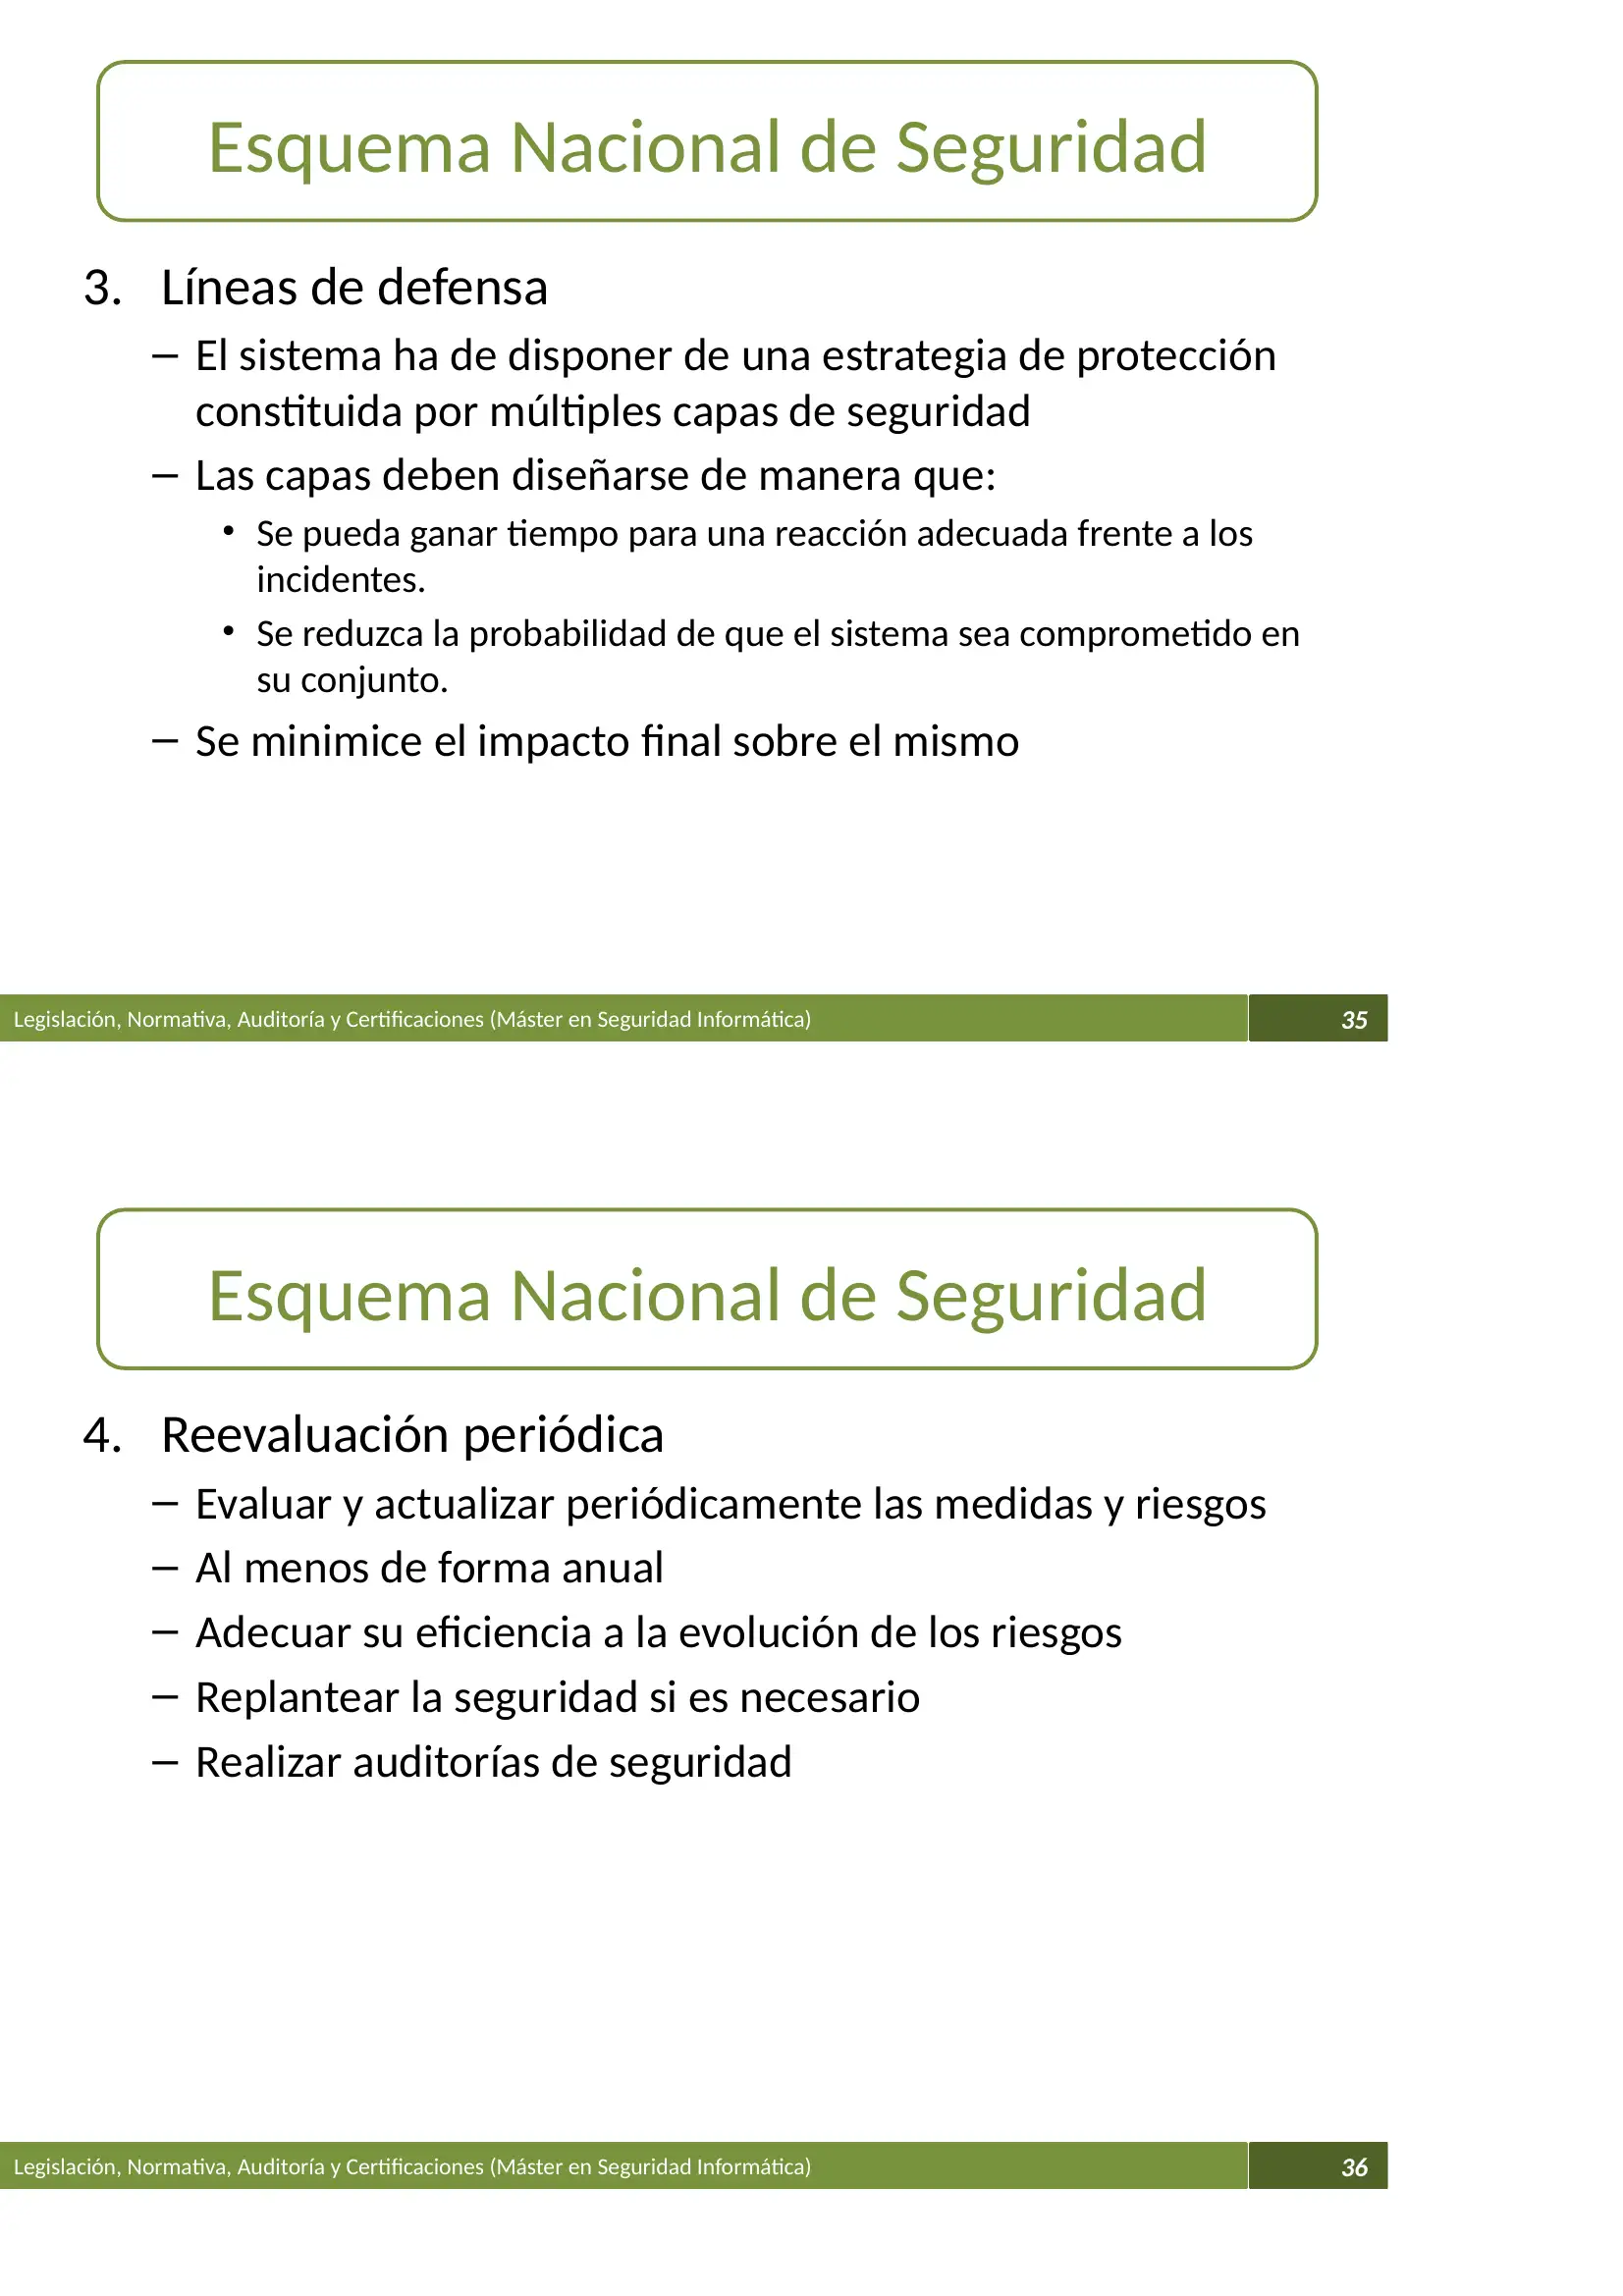 Esquema Nacional de Seguridad
3. Líneas de defensa
– El sistema ha de disponer de una estrategia de protección
constituida por múltiples capas de seguridad
– Las capas deben diseñarse de manera que:
• Se pueda ganar tiempo para una reacción adecuada frente a los
incidentes.
• Se reduzca la probabilidad de que el sistema sea comprometido en
su conjunto.
– Se minimice el impacto final sobre el mismo
Legislación, Normativa, Auditoría y Certificaciones (Máster en Seguridad Informática) 35
Esquema Nacional de Seguridad
4. Reevaluación periódica
– Evaluar y actualizar periódicamente las medidas y riesgos
– Al menos de forma anual
– Adecuar su eficiencia a la evolución de los riesgos
– Replantear la seguridad si es necesario
– Realizar auditorías de seguridad
Legislación, Normativa, Auditoría y Certificaciones (Máster en Seguridad Informática) 36